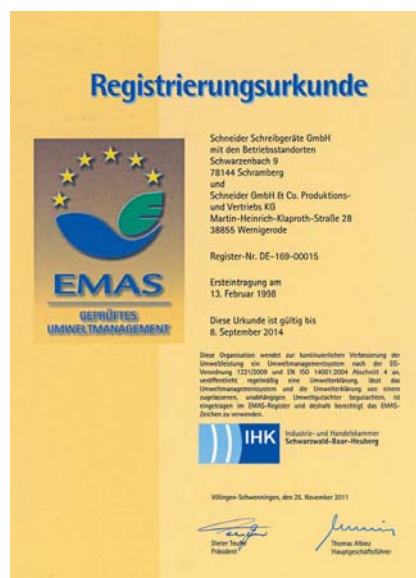 Registrierungsurkunde
Schneider Schreibgeräte GmbH
mit den Betriebsstandorten
Schwarzenbach 9
78144 Schramberg
und
Schneider GmbH & Co. Produktions-
und Vertriebs KG
Martin-Heinrich-Klaproth-Straße 28
38855 Wernigerode
Register-Nr. DE-169-00015
Ersteintragung am
13. Februar 1998
Diese Urkunde ist gültig bis
8. September 2014
EMAS
GEPRÜFTES
UMWELTMANAGEMENT
Diese Organisation wendet zur kontinuierlichen Verbesserung der
Umweltleistung ein Umweltmanagementsystem nach der EG-
Verordnung 1221/2009 und EN ISO 14001:2004 Abschnitt 4 an,
veröffentlicht regelmäßig eine Umwelterklärung, lässt das
Umweltmanagementsystem und die Umwelterklärung von einem
zugelassenen, unabhängigen Umweltgutachter begutachten, ist
eingetragen im EMAS-Register und deshalb berechtigt das EMAS-
Zeichen zu verwenden.
IHK
Industrie- und Handelskammer
Schwarzwald-Baar-Heuberg
Villingen-Schwenningen, den 25. November 2011
Dieter Teufel
Präsident
Thomas Albiez
Hauptgeschäftsführer